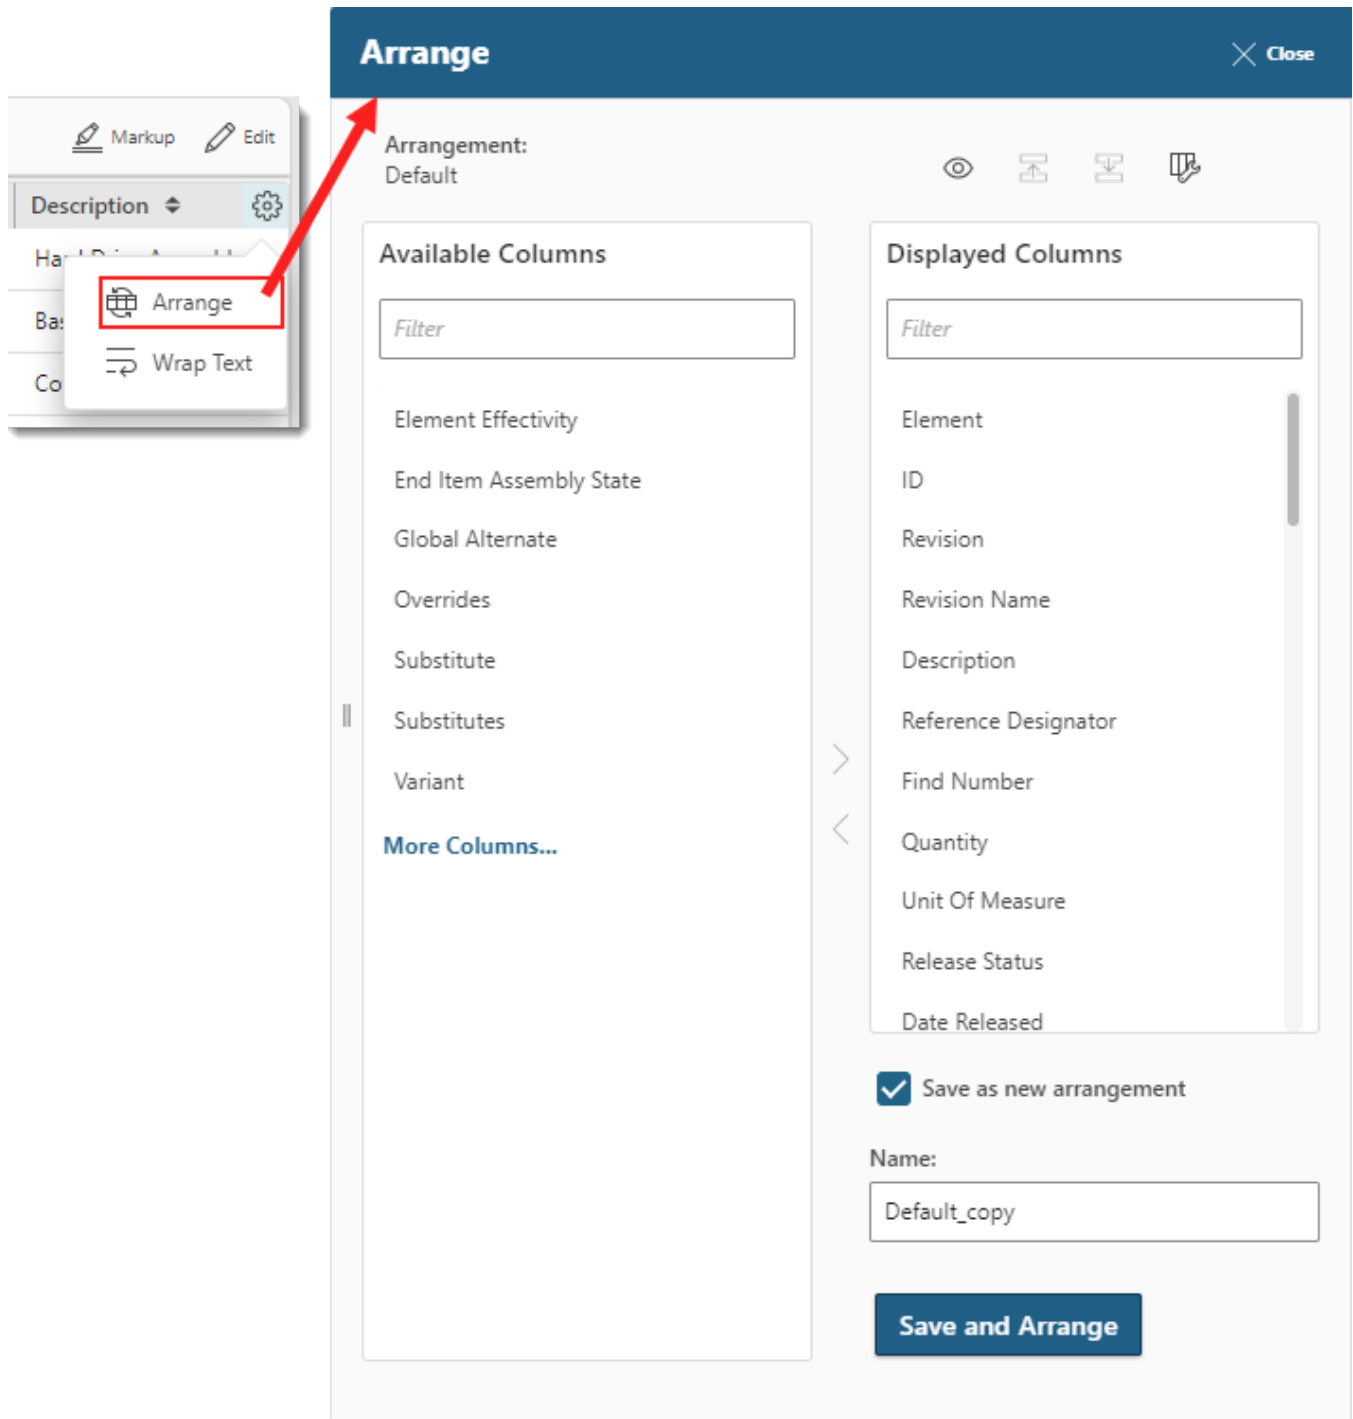 Markup
Edit
Description
Arrange
Wrap Text
Arrange
Close
Arrangement:
Default
Available Columns
Filter
Element Effectivity
End Item Assembly State
Global Alternate
Overrides
Substitute
Substitutes
Variant
More Columns...
Displayed Columns
Filter
Element
ID
Revision
Revision Name
Description
Reference Designator
Find Number
Quantity
Unit Of Measure
Release Status
Date Released
Save as new arrangement
Name:
Default_copy
Save and Arrange